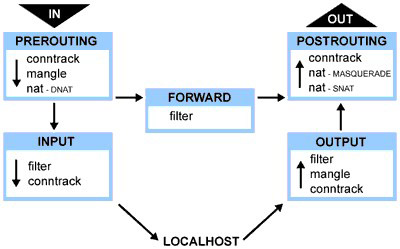 IN
OUT
PREROUTING
conntrack
mangle
nat - DNAT
POSTROUTING
conntrack
nat - MASQUERADE
nat - SNAT
FORWARD
filter
INPUT
filter
conntrack
OUTPUT
filter
mangle
conntrack
LOCALHOST